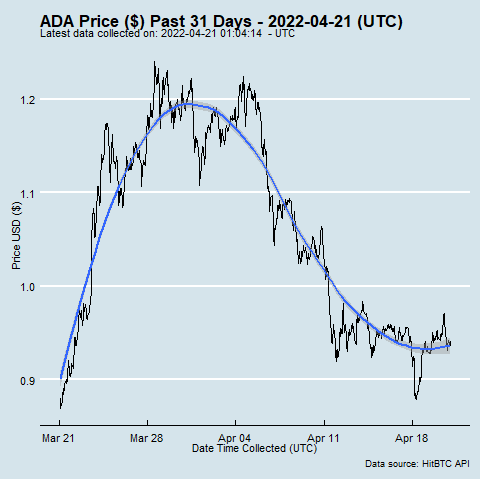 ADA Price ($) Past 31 Days - 2022-04-21 (UTC)
Latest data collected on: 2022-04-21 01:04:14 - UTC
1.2
1.1
1.0
0.9
Price USD ($)
Mar 21 Mar 28 Apr 04 Apr 11 Apr 18
Date Time Collected (UTC)
Data source: HitBTC API